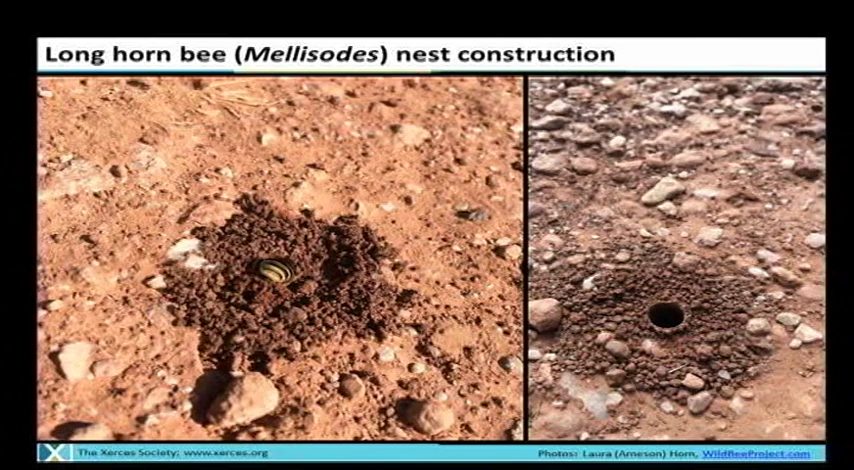 Long horn bee (Mellisodes) nest construction
The Xerces Society; www.xerces.org
Photos: Laura (Arneson) Horn, WildBeeProject.com